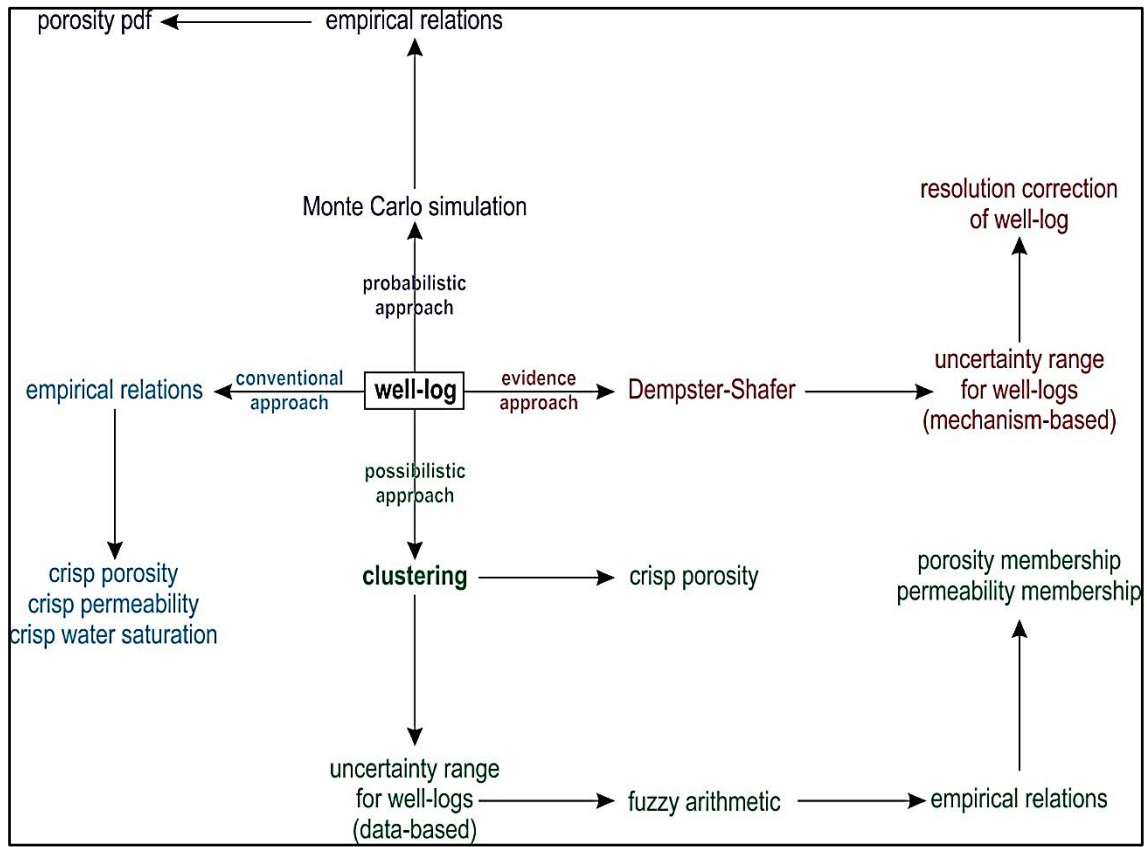 porosity pdf
empirical relations
Monte Carlo simulation
resolution correction
of well-log
probabilistic
approach
empirical relations
conventional
approach
well-log
evidence
approach
Dempster-Shafer
uncertainty range
for well-logs
(mechanism-based)
possibilistic
approach
crisp porosity
crisp permeability
crisp water saturation
clustering
crisp porosity
porosity membership
permeability membership
uncertainty range
for well-logs
(data-based)
fuzzy arithmetic
empirical relations